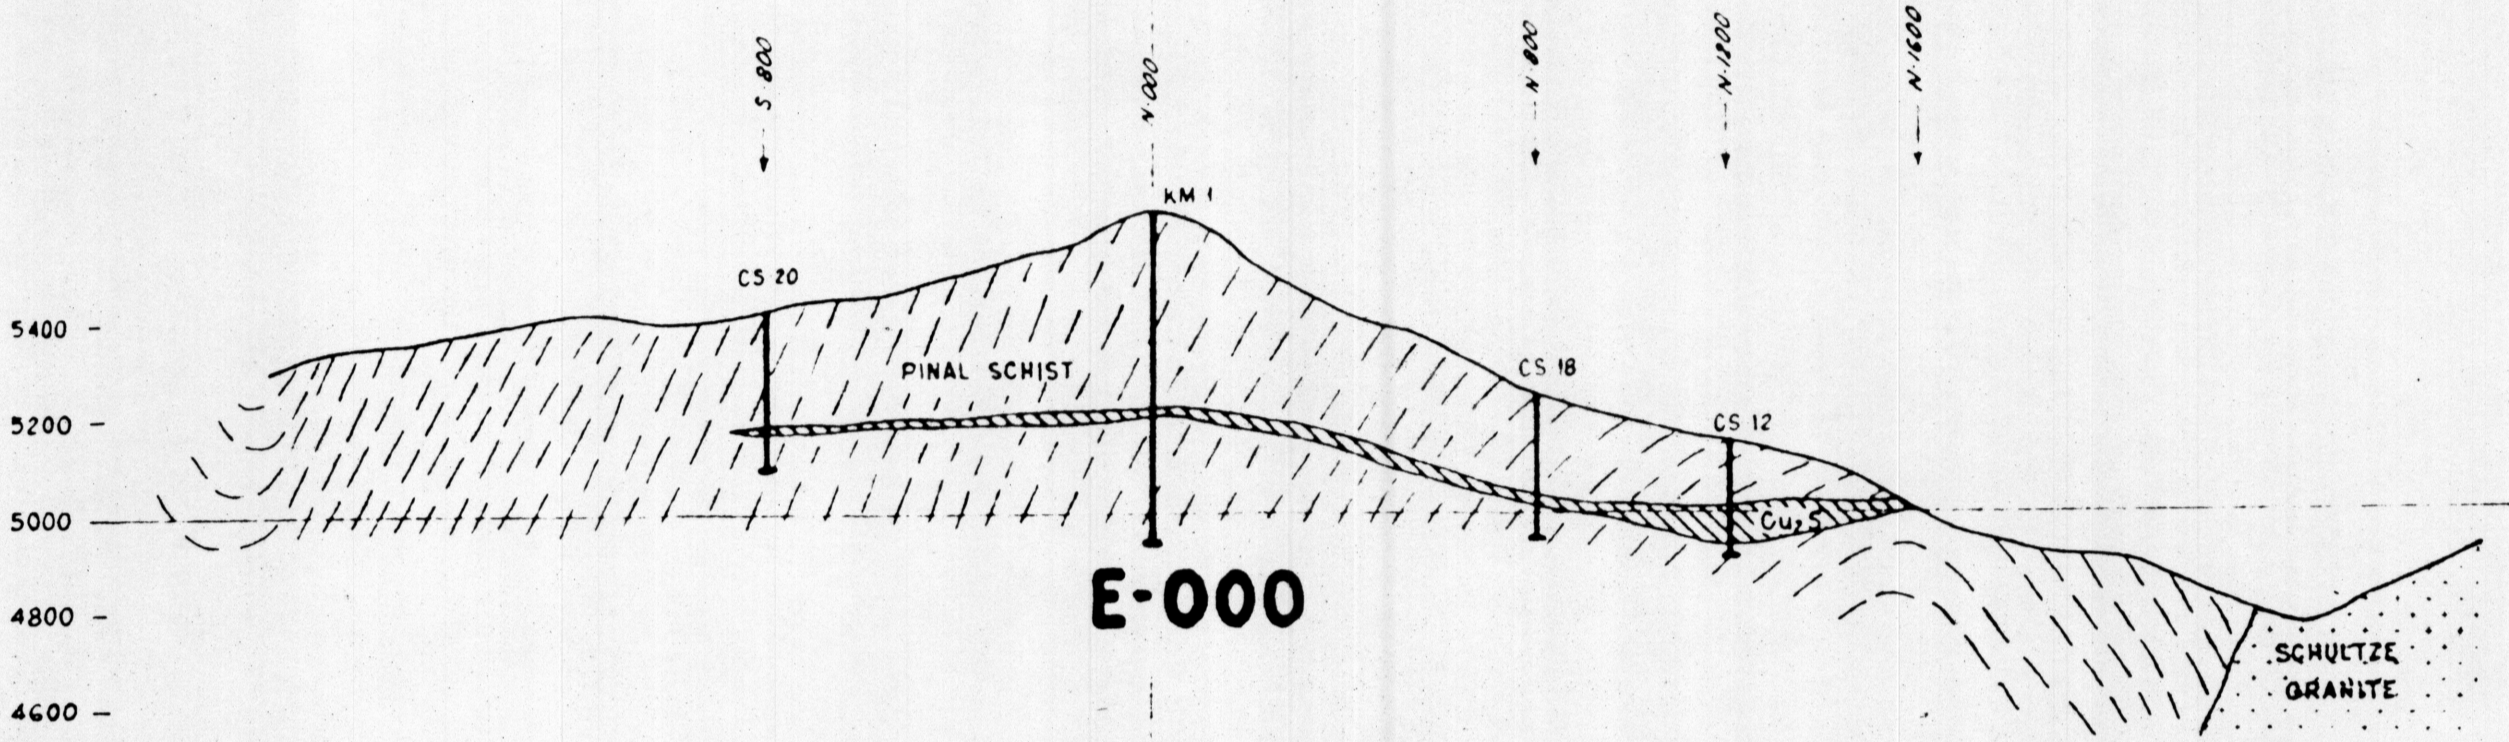 S 800
N 000
N 800
N 1200
N 1600
KM 1
CS 20
5400
PINAL SCHIST
CS 18
5200
CS 12
5000
Cu₂S
E-000
4800
SCHULTZE
GRANITE
4600